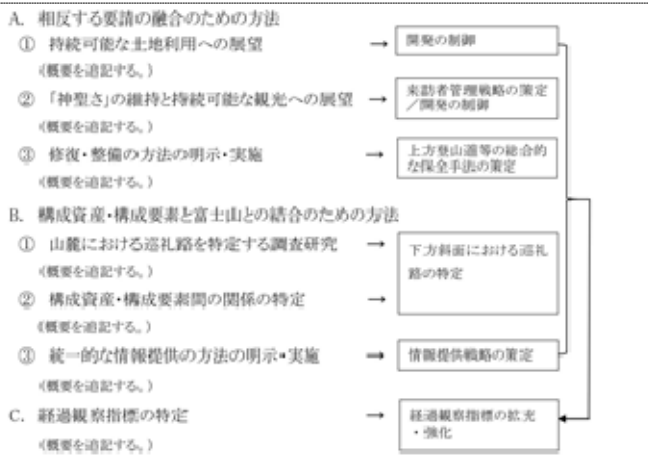 A. 相反する要請の融合のための方法
① 持続可能な土地利用への展望 → 開発の制御
(概要を追記する。)
② 「神聖さ」の維持と持続可能な観光への展望 → 来訪者管理戦略の策定
／開発の制御
(概要を追記する。)
③ 修復・整備の方法の明示・実施 → 上方登山道等の総合的
な保全手法の策定
(概要を追記する。)
B. 構成資産・構成要素と富士山との結合のための方法
① 山麓における巡礼路を特定する調査研究 → 下方斜面における巡礼
路の特定
(概要を追記する。)
② 構成資産・構成要素間の関係の特定 →
(概要を追記する。)
③ 統一的な情報提供の方法の明示・実施 → 情報提供戦略の策定
(概要を追記する。)
C. 経過観察指標の特定 → 経過観察指標の拡充
・強化
(概要を追記する。)